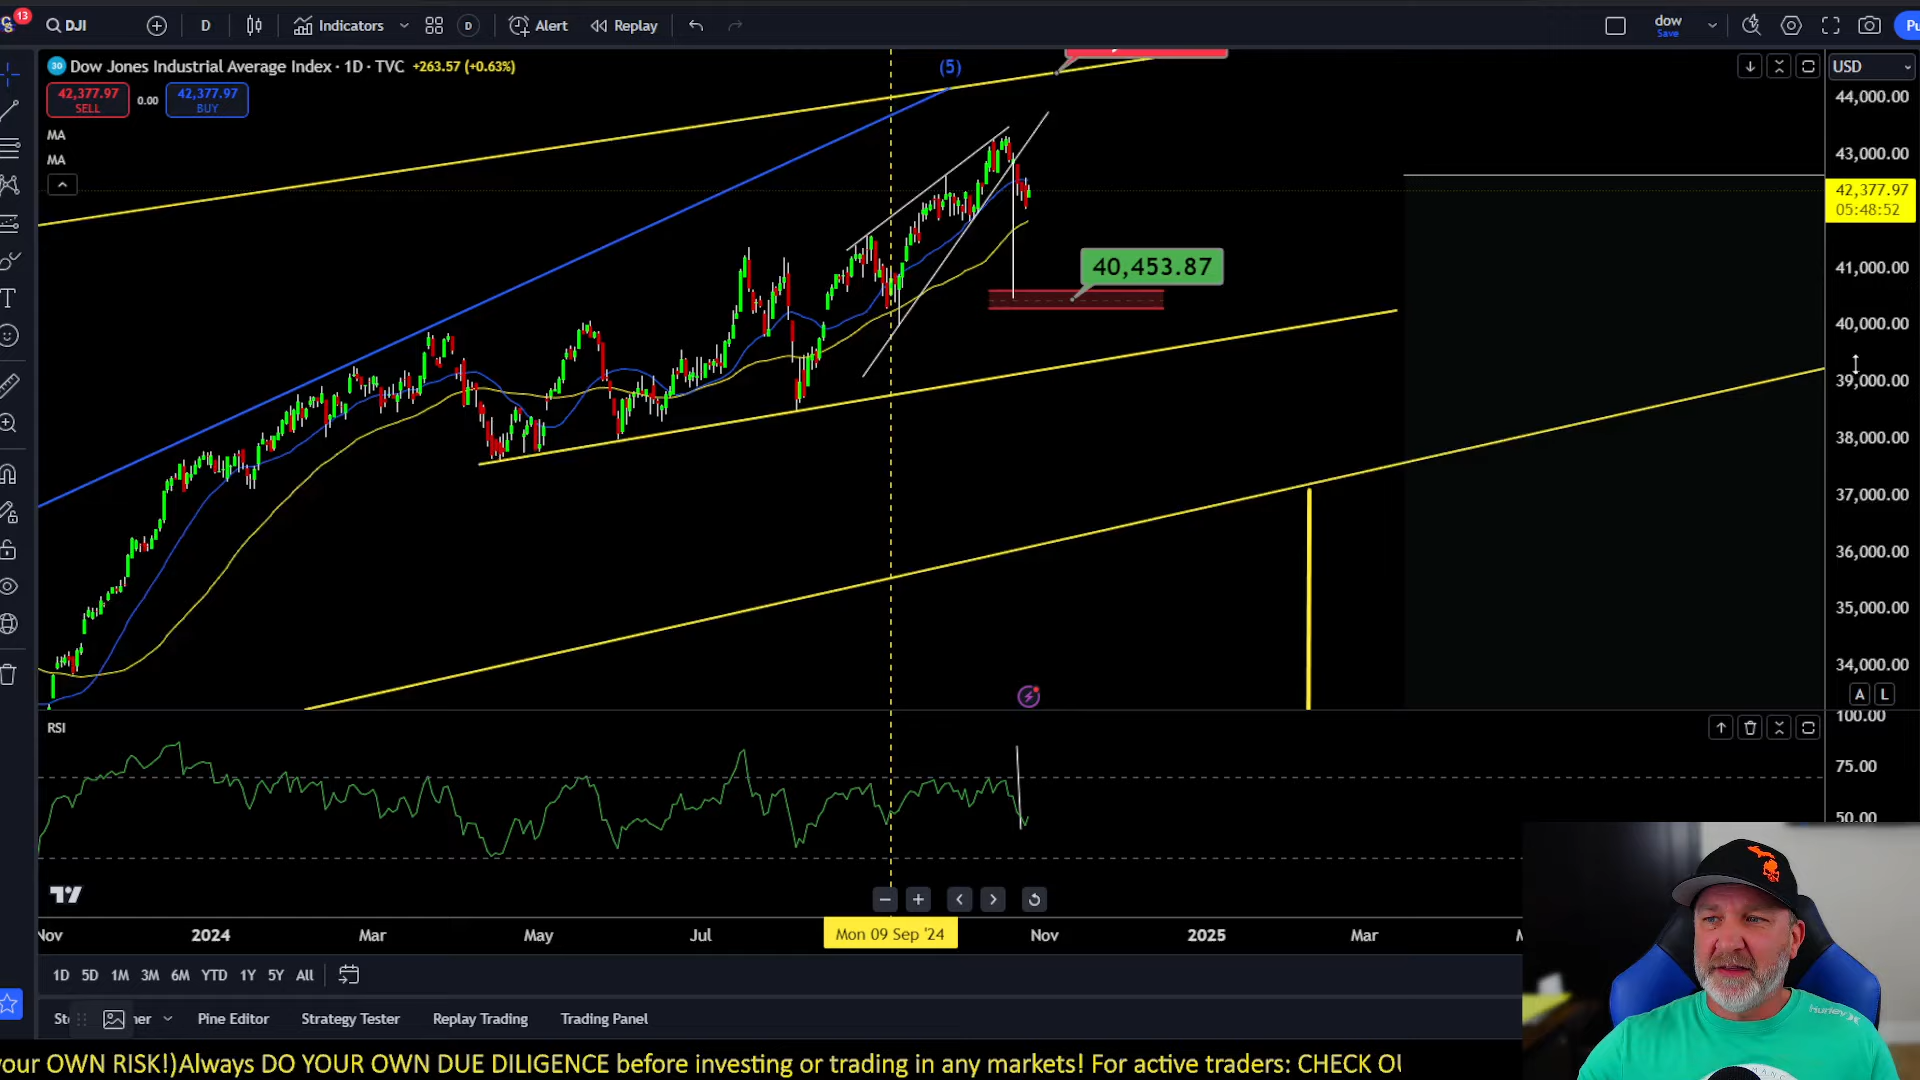 13
DJI
D
Indicators
D
Alert
Replay
dow
Save
Pu
30 Dow Jones Industrial Average Index · 1D · TVC +263.57 (+0.63%)
(5)
USD
42,377.97
SELL
0.00
42,377.97
BUY
MA
MA
44,000.00
43,000.00
42,377.97
05:48:52
40,453.87
41,000.00
40,000.00
39,000.00
38,000.00
37,000.00
36,000.00
35,000.00
34,000.00
A L
RSI
100.00
75.00
50.00
Nov 2024 Mar May Jul Mon 09 Sep '24 Nov 2025 Mar
1D 5D 1M 3M 6M YTD 1Y 5Y All
Pine Editor Strategy Tester Replay Trading Trading Panel
Hurley
your OWN RISK!)Always DO YOUR OWN DUE DILIGENCE before investing or trading in any markets! For active traders: CHECK OU